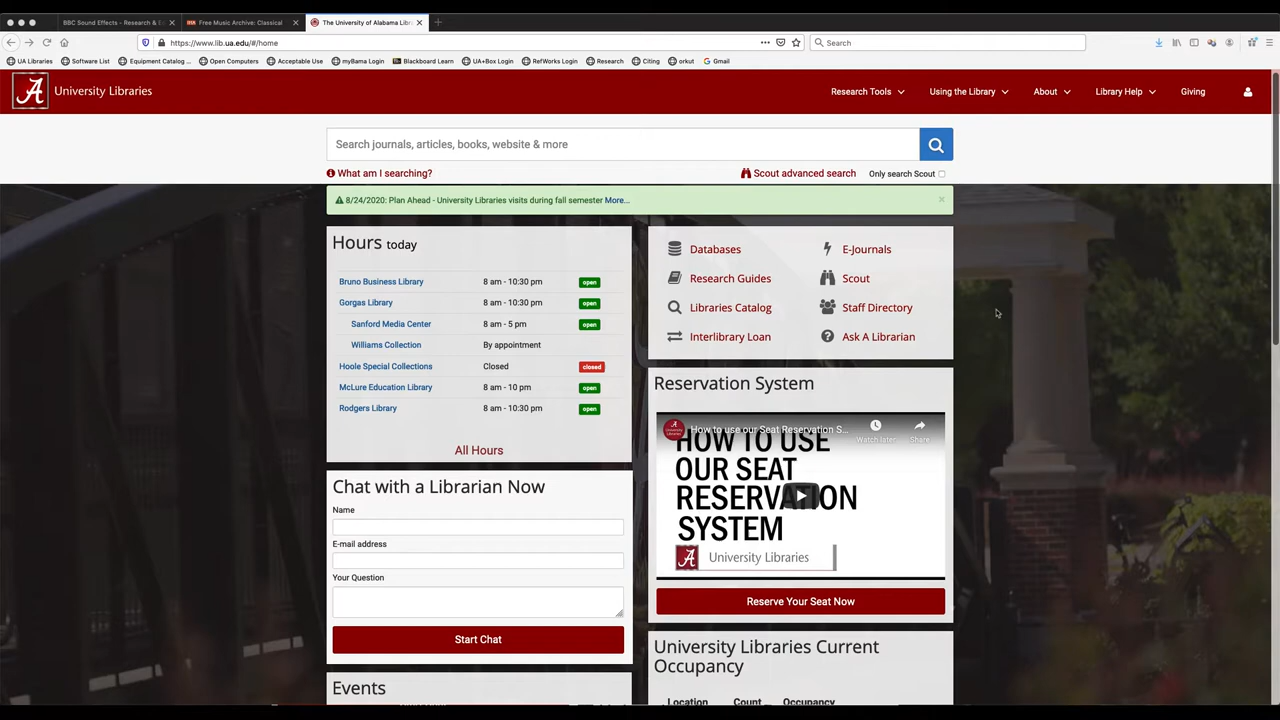 BBC Sound Effects - Research & E
Free Music Archive: Classical
The University of Alabama Libr
https://www.lib.ua.edu/#/home
Search
UA Libraries
Software List
Equipment Catalog ...
Open Computers
Acceptable Use
myBama Login
Blackboard Learn
UA+Box Login
RefWorks Login
Research
Citing
orkut
Gmail
A University Libraries
Research Tools
Using the Library
About
Library Help
Giving
Search journals, articles, books, website & more
What am I searching?
Scout advanced search
Only search Scout
8/24/2020: Plan Ahead - University Libraries visits during fall semester More...
Hours today
Bruno Business Library 8 am - 10:30 pm open
Gorgas Library 8 am - 10:30 pm open
Sanford Media Center 8 am - 5 pm open
Williams Collection By appointment
Hoole Special Collections Closed closed
McLure Education Library 8 am - 10 pm open
Rodgers Library 8 am - 10:30 pm open
All Hours
Chat with a Librarian Now
Name
E-mail address
Your Question
Start Chat
Events
Databases
E-Journals
Research Guides
Scout
Libraries Catalog
Staff Directory
Interlibrary Loan
Ask A Librarian
Reservation System
How to use our Seat Reservation S...
Watch later
Share
HOW TO USE
OUR SEAT
RESERVATION
SYSTEM
A University Libraries
Reserve Your Seat Now
University Libraries Current
Occupancy
Location Count Occupancy